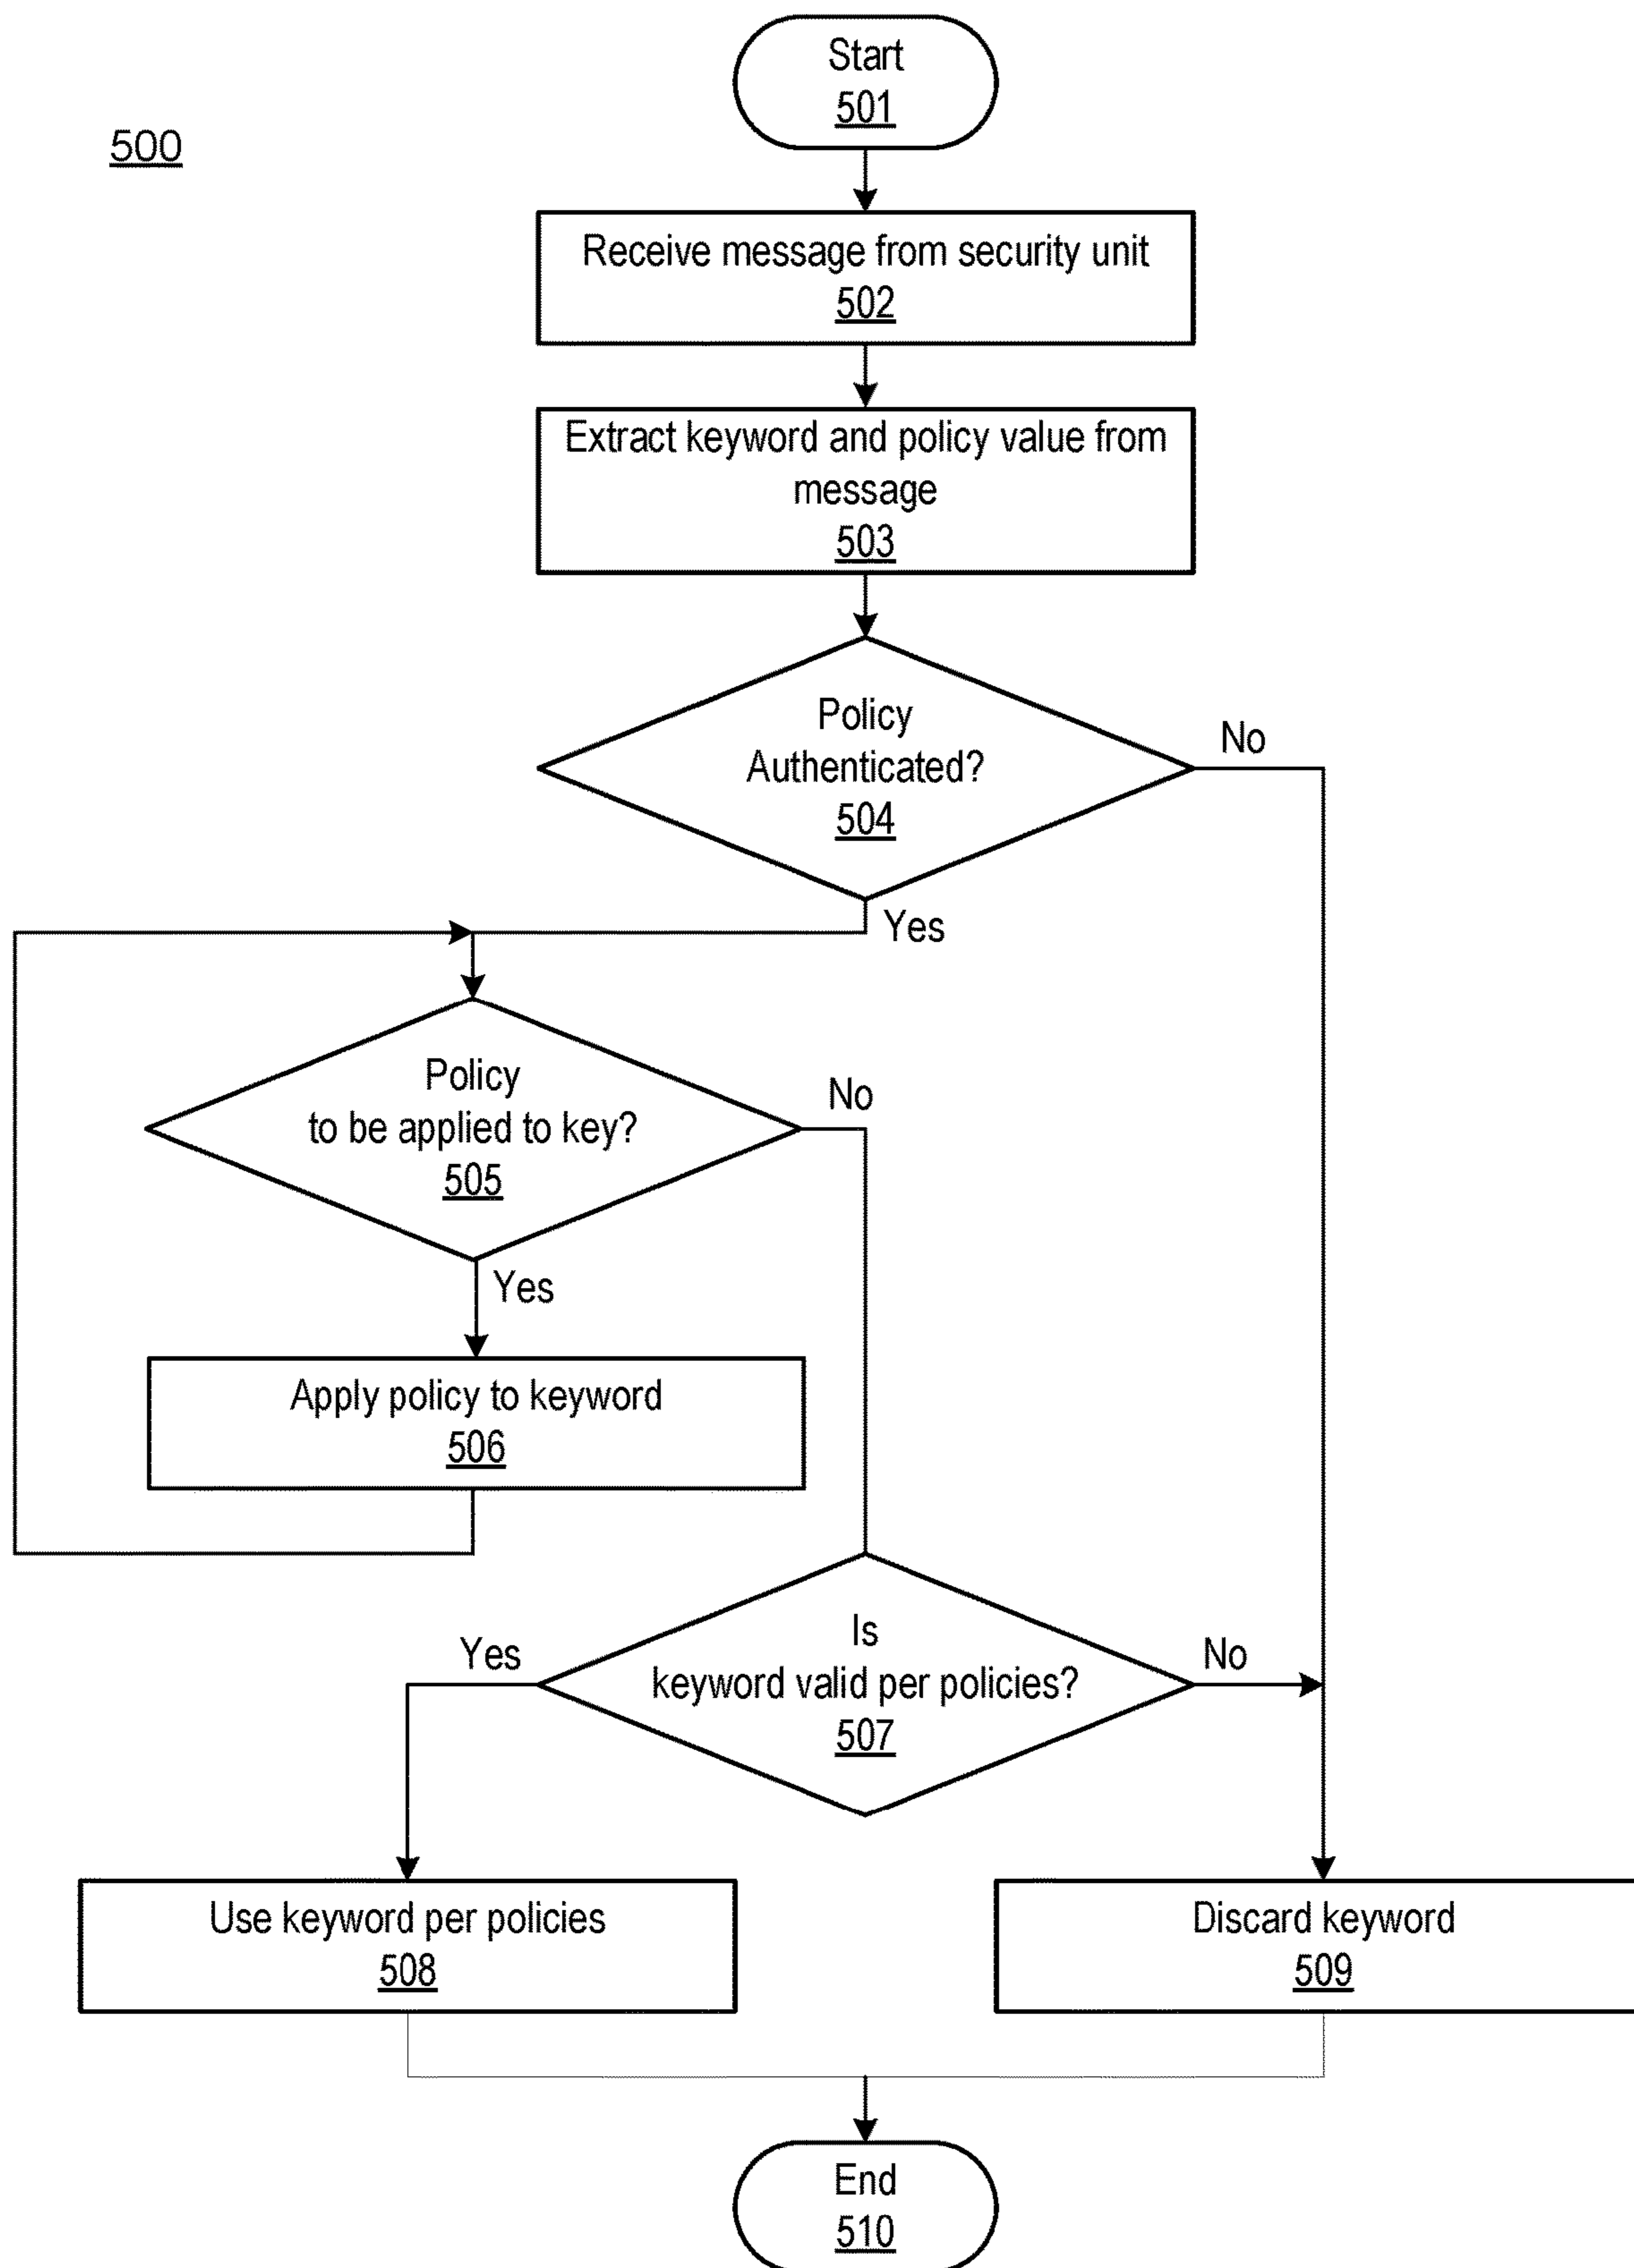 Start
501
500
Receive message from security unit
502
Extract keyword and policy value from
message
503
Policy
Authenticated?
504
No
Yes
Policy
to be applied to key?
505
No
Yes
Apply policy to keyword
506
Is
keyword valid per policies?
507
Yes
No
Use keyword per policies
508
Discard keyword
509
End
510